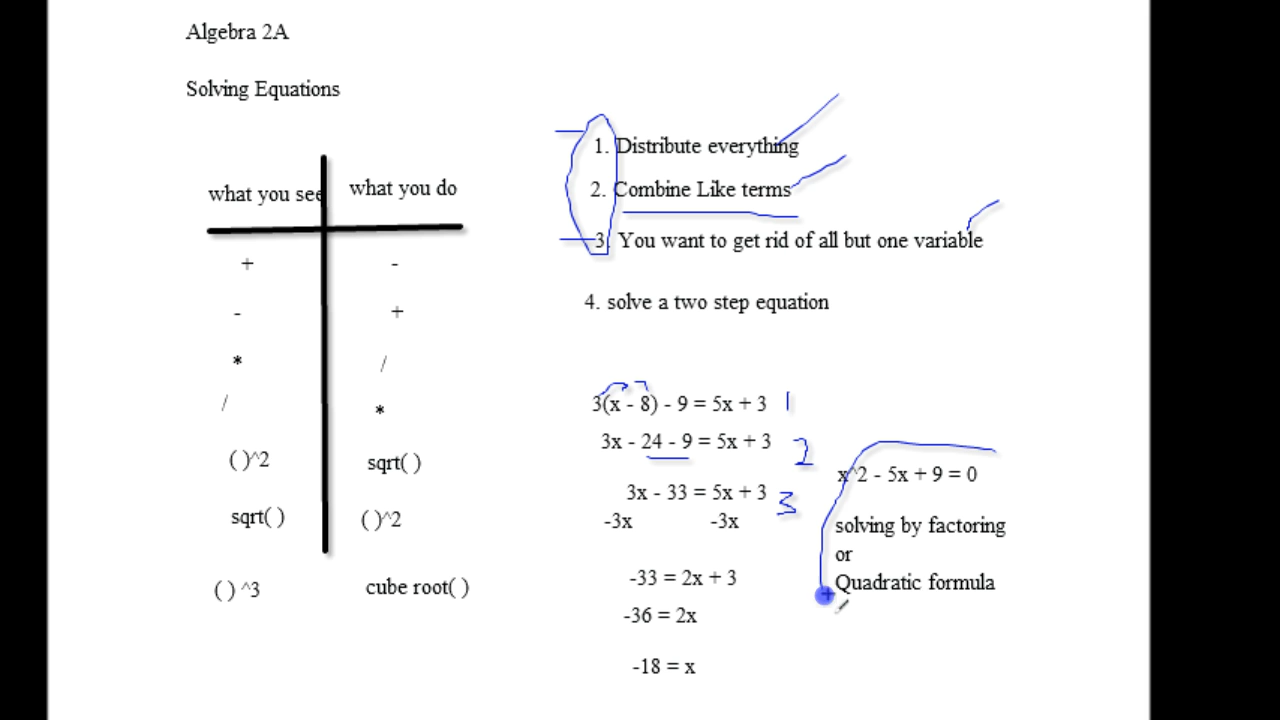 Algebra 2A
Solving Equations
what you see what you do
+ -
- +
* /
/ *
( )^2 sqrt( )
sqrt( ) ( )^2
( ) ^3 cube root( )
1. Distribute everything
2. Combine Like terms
3. You want to get rid of all but one variable
4. solve a two step equation
3(x - 8) - 9 = 5x + 3 1
3x - 24 - 9 = 5x + 3 2
3x - 33 = 5x + 3 3
-3x -3x
-33 = 2x + 3
-36 = 2x
-18 = x
x^2 - 5x + 9 = 0
solving by factoring
or
Quadratic formula